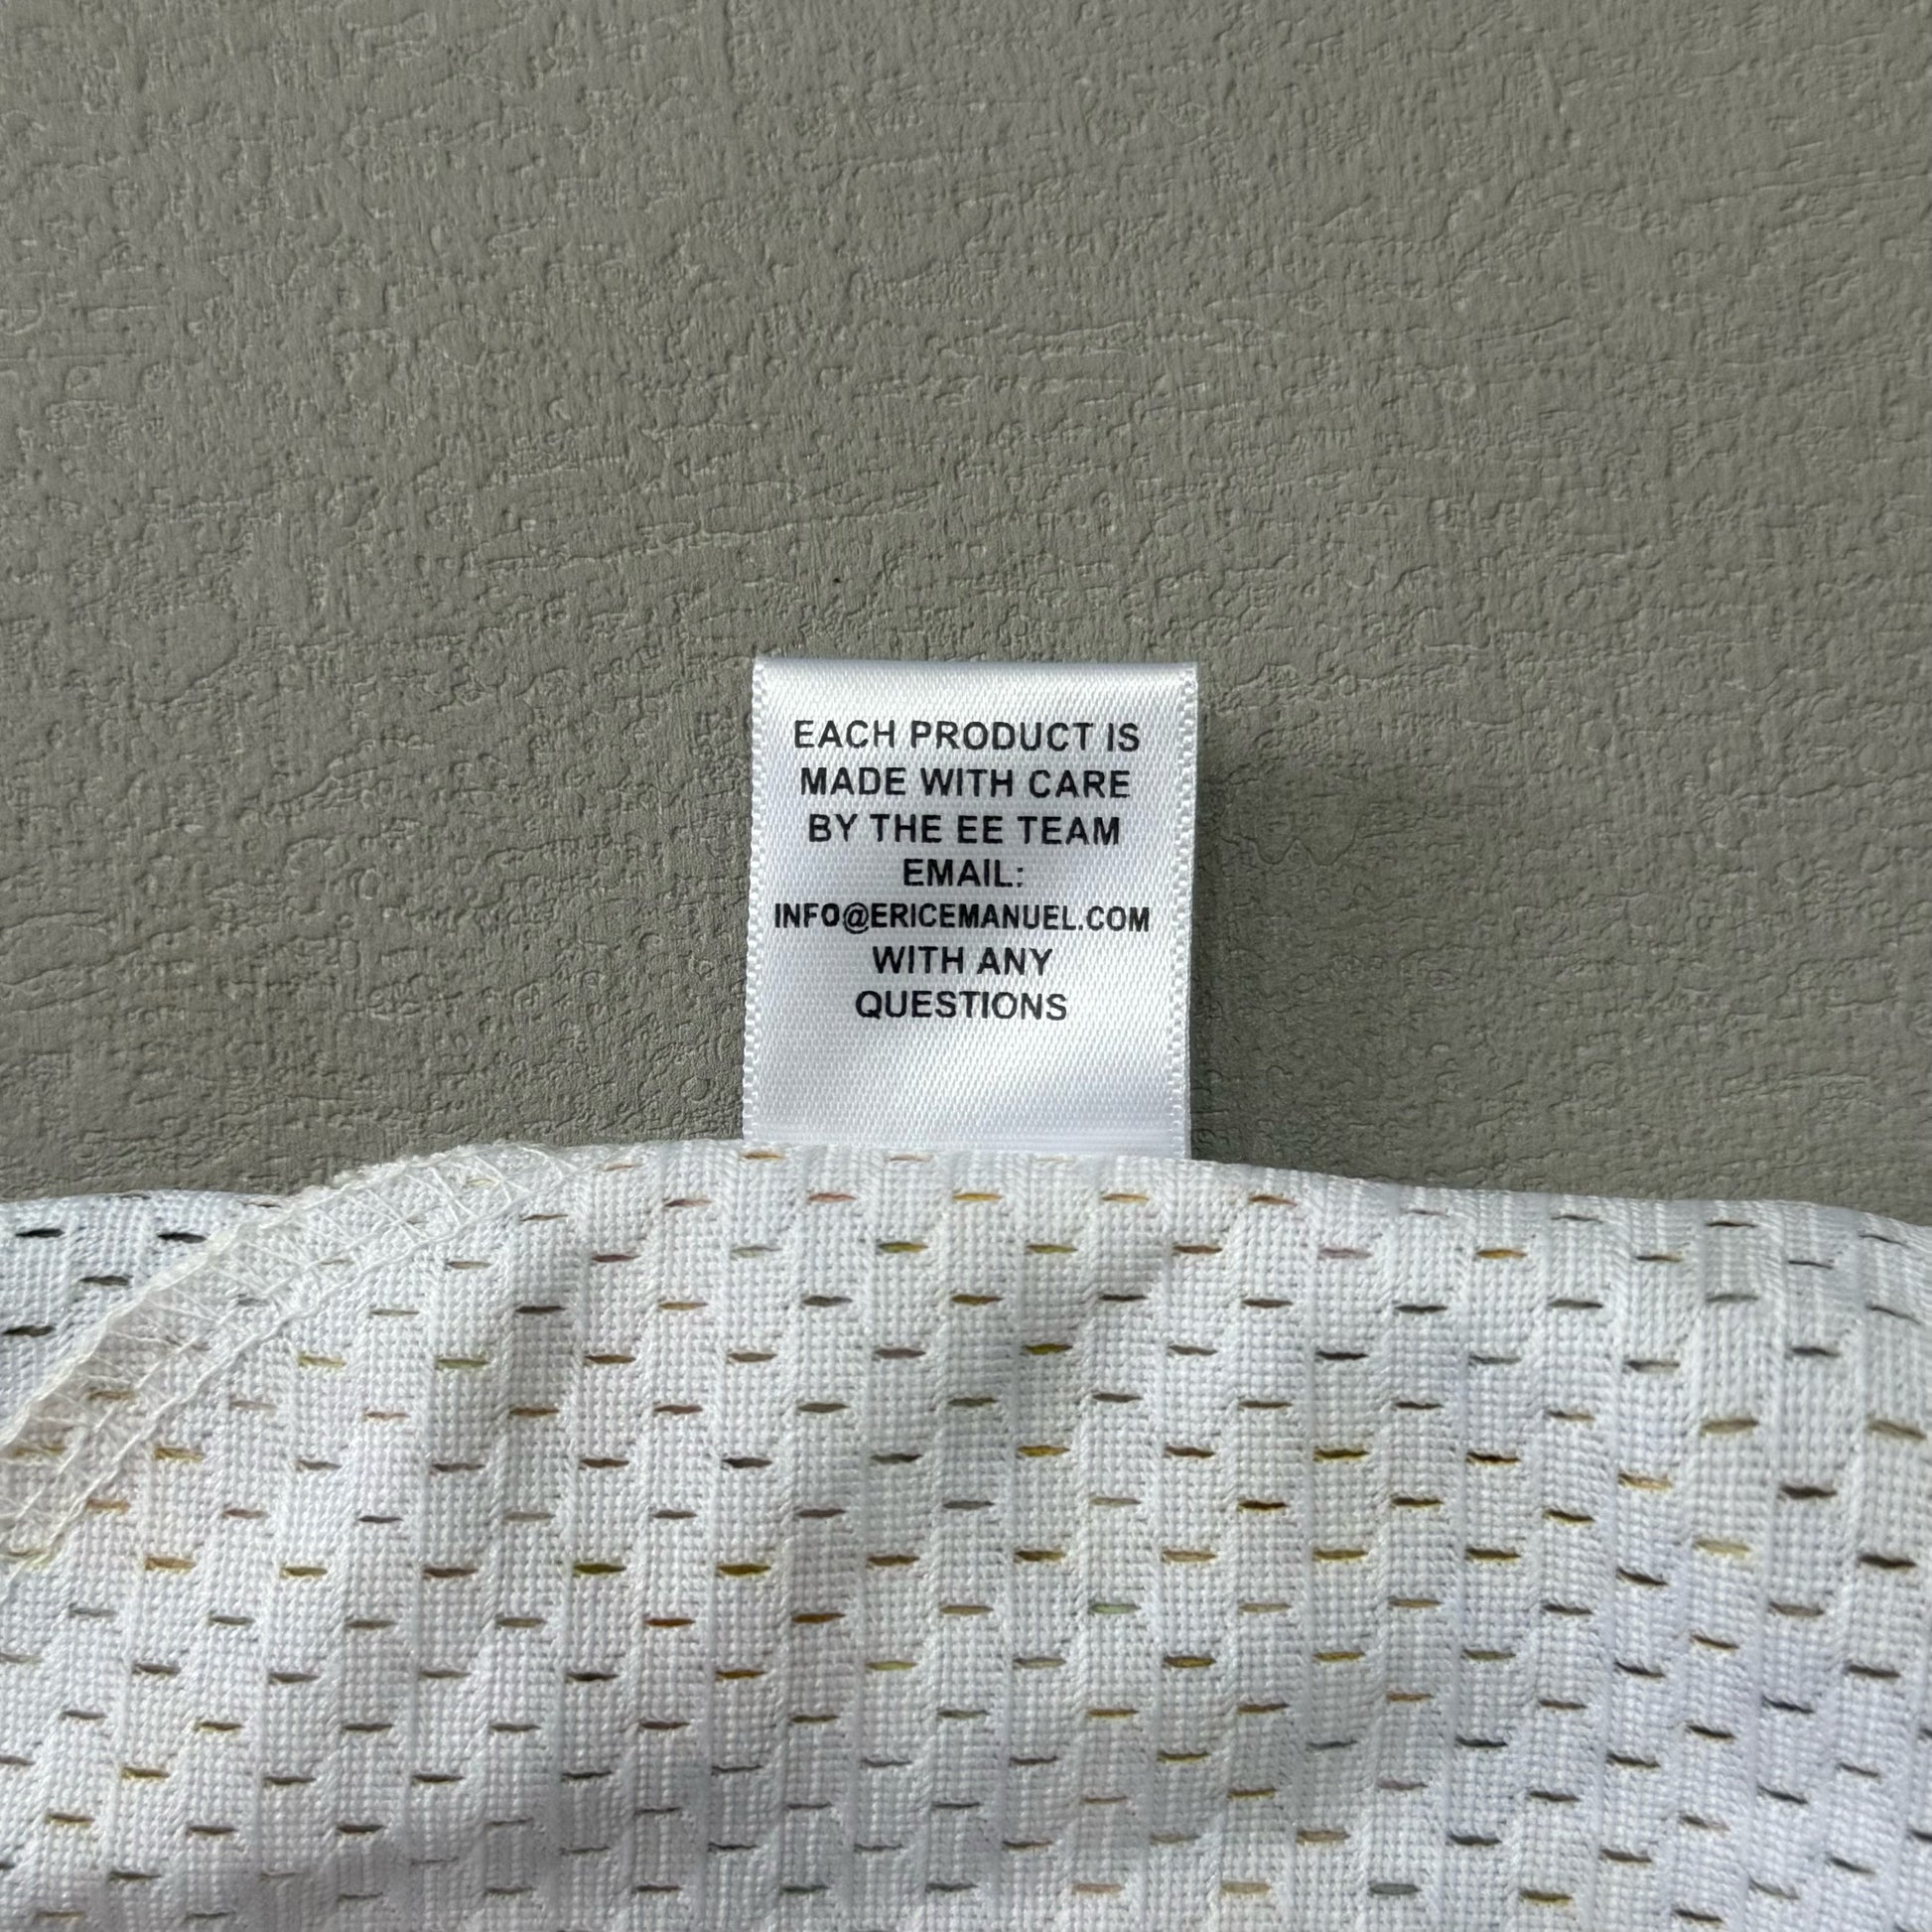 EACH PRODUCT IS
MADE WITH CARE
BY THE EE TEAM
EMAIL:
INFO@ERICEMANUEL.COM
WITH ANY
QUESTIONS